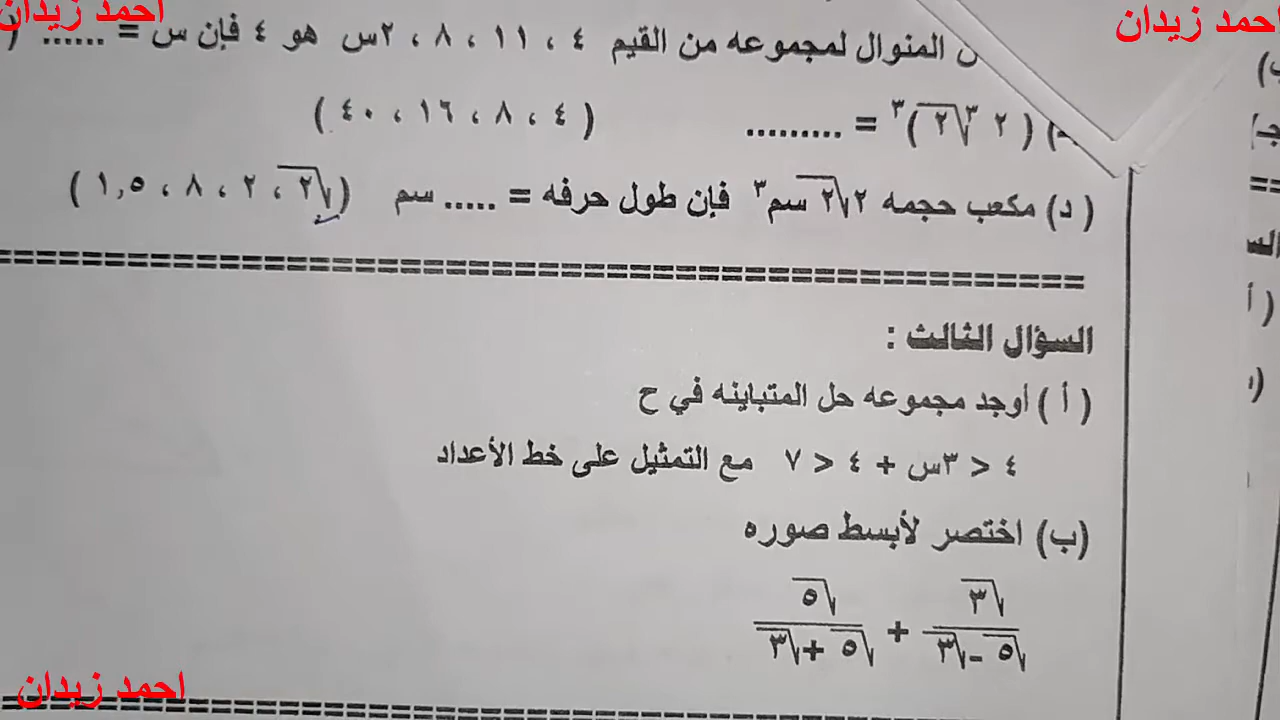 احمد زيدان
احمد زيدان
المنوال لمجموعه من القيم ٤ ، ١١ ، ٨ ، ٢س هو ٤ فإن س = ......
( ٢ ∛٢ )٣ = ......... ( ٤ ، ٨ ، ١٦ ، ٤٠ )
( د ) مكعب حجمه ٢√٢ سم٣ فإن طول حرفه = ..... سم ( √٢ ، ٢ ، ٨ ، ١,٥ )
السؤال الثالث :
( أ ) أوجد مجموعه حل المتباينه في ح
٤ < ٣س + ٤ < ٧ مع التمثيل على خط الأعداد
(ب) اختصر لأبسط صوره
√٣ √٥
+
√٥ - √٣ √٥ + √٣
احمد زيدان